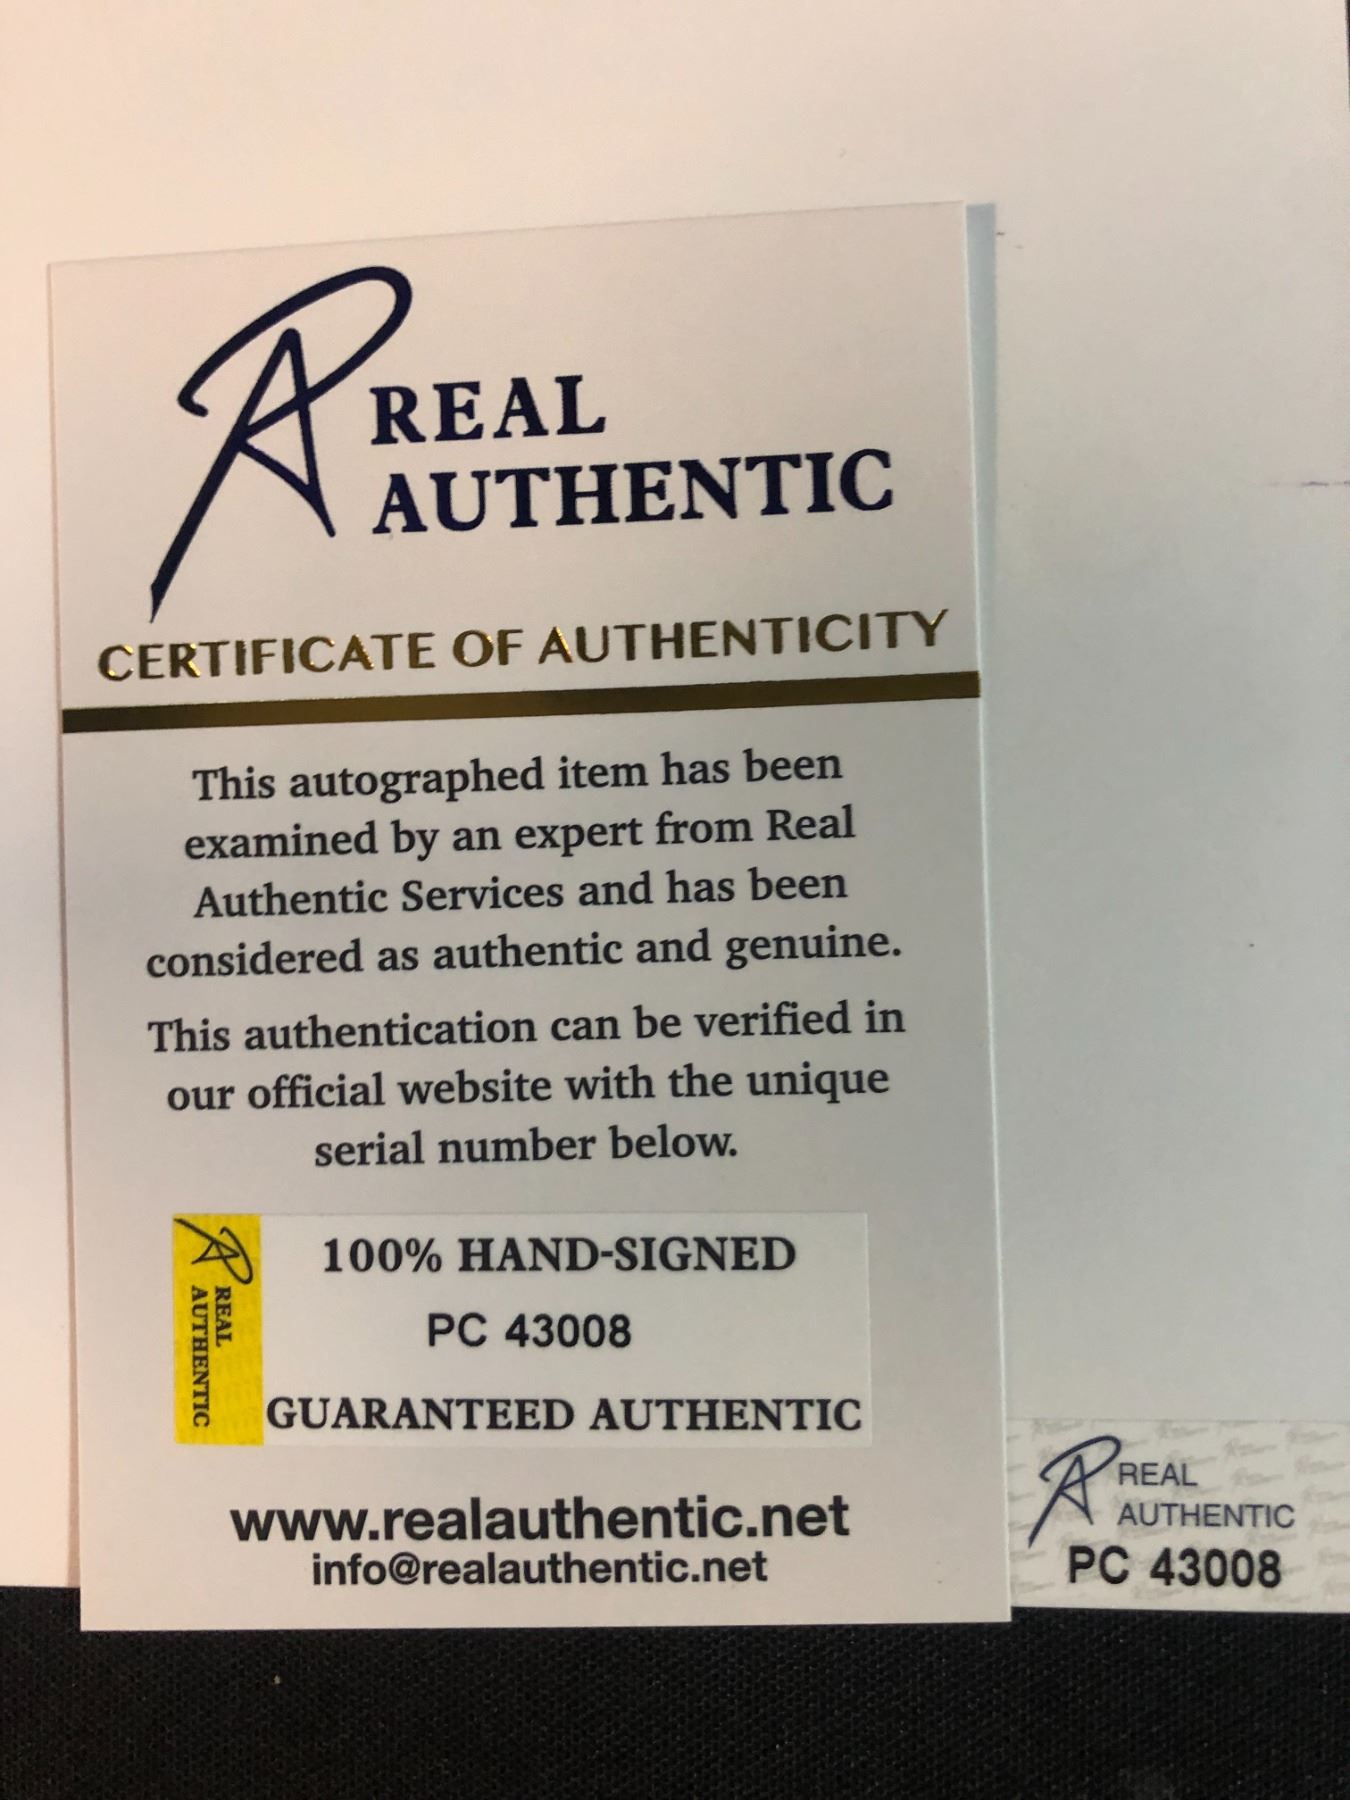 REAL
AUTHENTIC
CERTIFICATE OF AUTHENTICITY
This autographed item has been
examined by an expert from Real
Authentic Services and has been
considered as authentic and genuine.
This authentication can be verified in
our official website with the unique
serial number below.
REAL
AUTHENTIC
100% HAND-SIGNED
PC 43008
GUARANTEED AUTHENTIC
www.realauthentic.net
info@realauthentic.net
REAL
AUTHENTIC
PC 43008